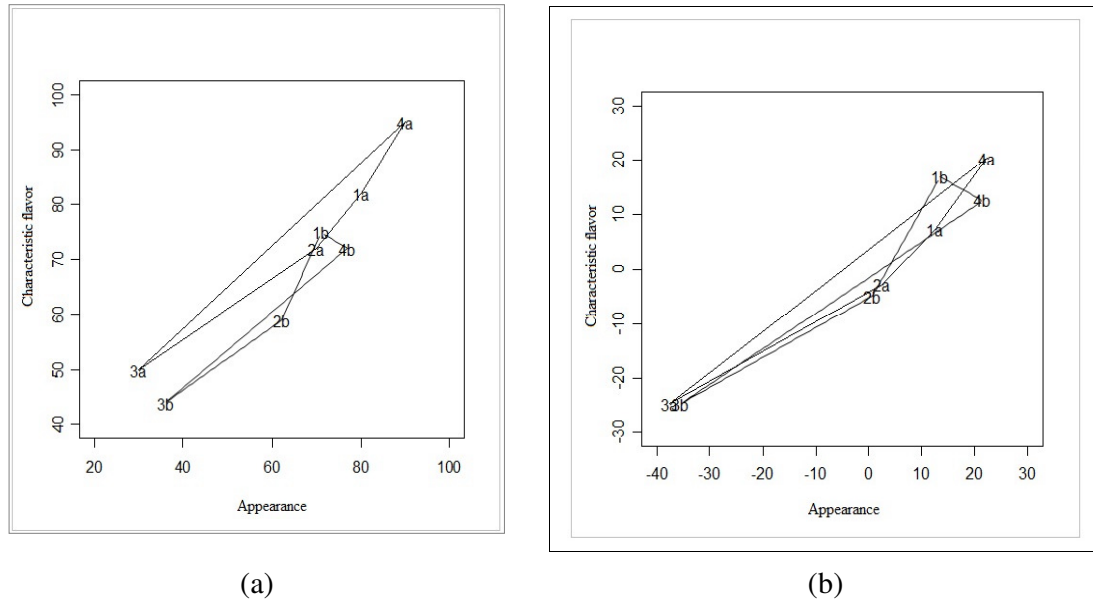 100
90
80
70
60
50
40
Characteristic flavor
4a
1a
1b
2a
4b
2b
3a
3b
20 40 60 80 100
Appearance
(a)
30
20
10
0
-10
-20
-30
Characteristic flavor
4a
1b
4b
1a
2a
2b
3a
3b
-40 -30 -20 -10 0 10 20 30
Appearance
(b)